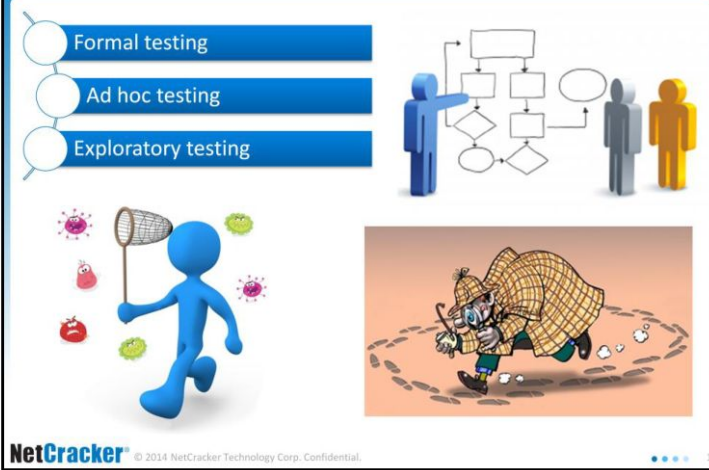 Formal testing
Ad hoc testing
Exploratory testing
NetCracker® © 2014 NetCracker Technology Corp. Confidential.